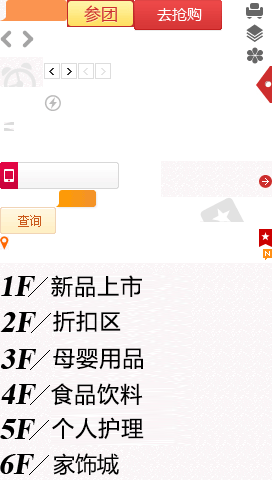 参团
去抢购
查询
N
1F/新品上市
2F/折扣区
3F/母婴用品
4F/食品饮料
5F/个人护理
6F/家饰城